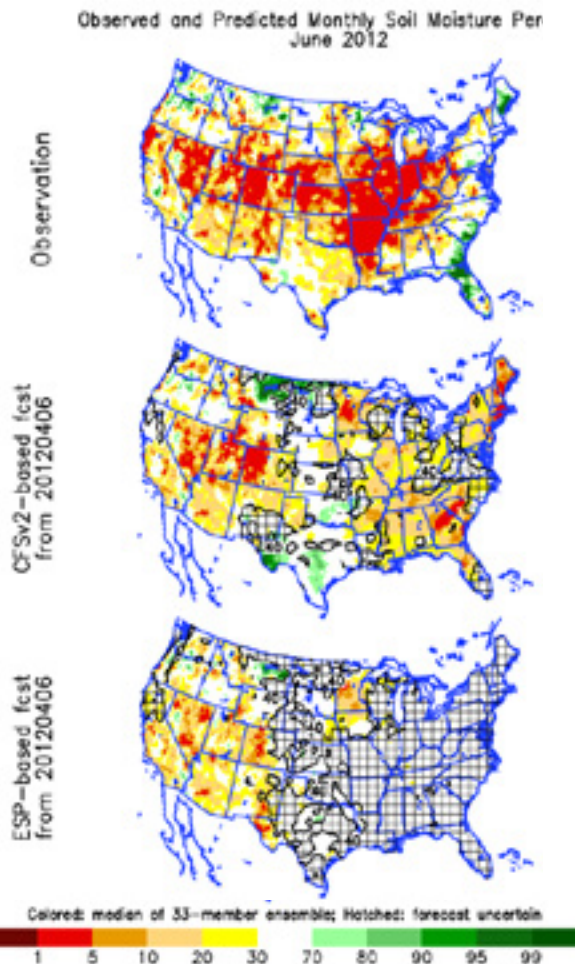 Observed and Predicted Monthly Soil Moisture Per
June 2012
Observation
CFSv2-based fcst
from 20120406
ESP-based fcst
from 20120406
Colored: median of 33-member ensemble; Hatched: forecast uncertain
1 5 10 20 30 70 80 90 95 99